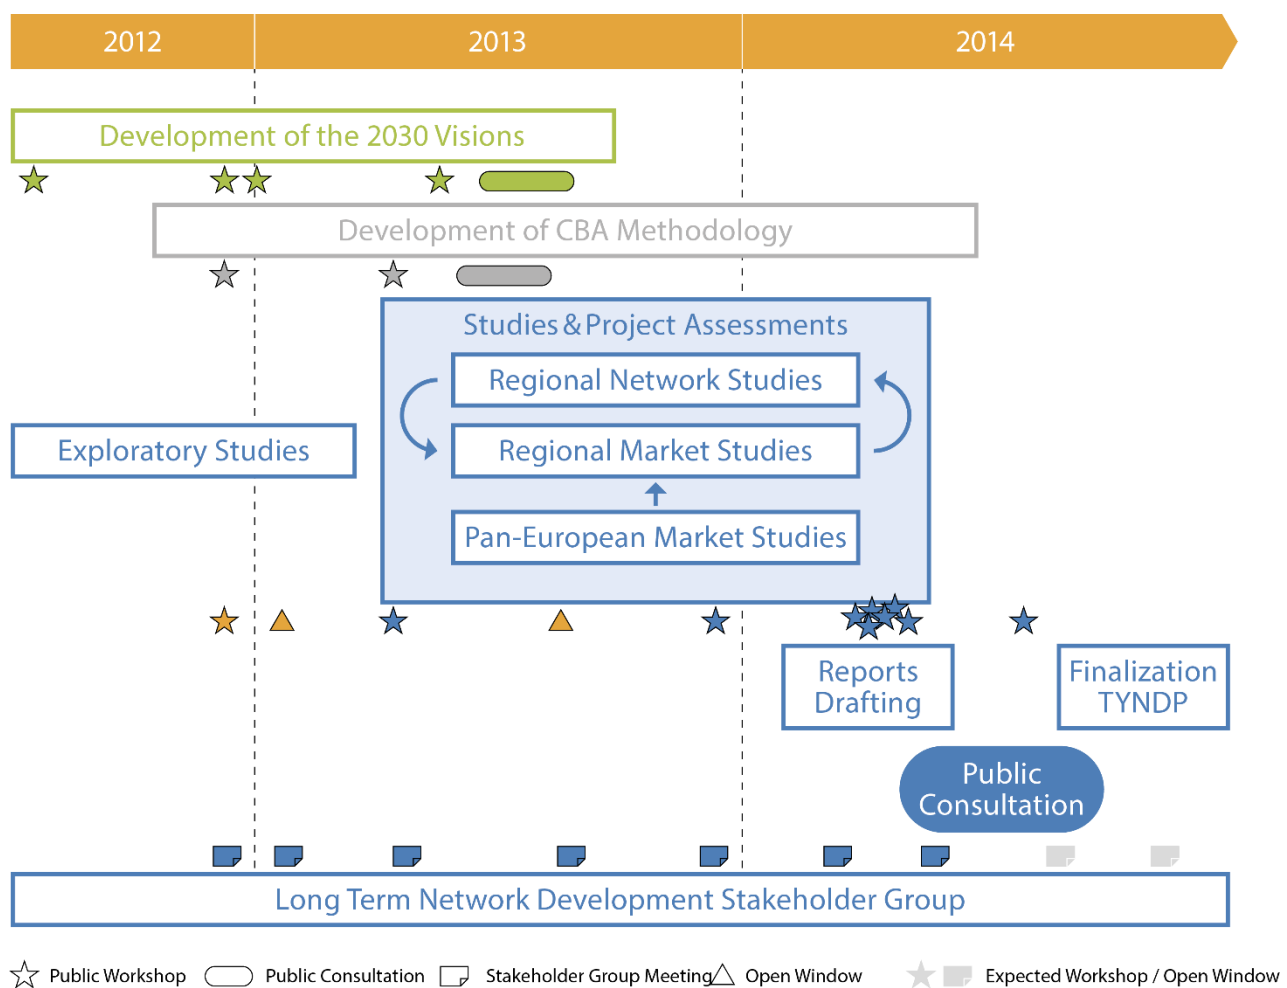 2012
2013
2014
Development of the 2030 Visions
Development of CBA Methodology
Studies & Project Assessments
Regional Network Studies
Exploratory Studies
Regional Market Studies
Pan-European Market Studies
Reports
Drafting
Finalization
TYNDP
Public
Consultation
Long Term Network Development Stakeholder Group
Public Workshop
Public Consultation
Stakeholder Group Meeting
Open Window
Expected Workshop / Open Window